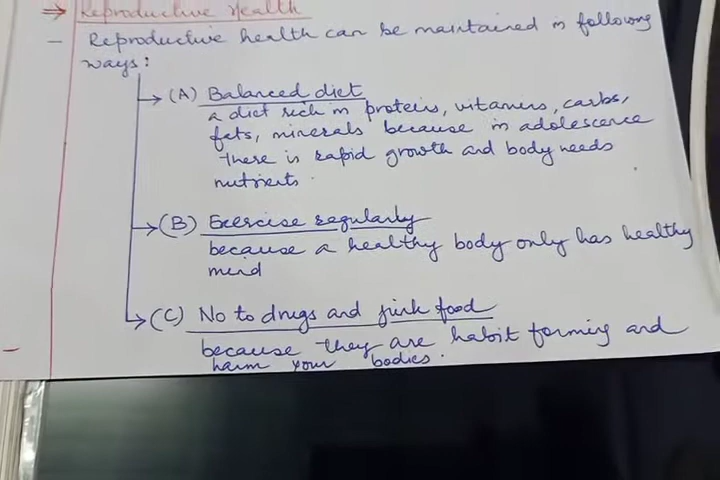 ⇒ Reproductive Health
– Reproductive health can be maintained in following
ways:
(A) Balanced diet
a diet rich in proteins, vitamins, carbs,
fats, minerals because in adolescence
there is rapid growth and body needs
nutrients.
(B) Exercise regularly
because a healthy body only has healthy
mind
(C) No to drugs and junk food
because they are habit forming and
harm your bodies.